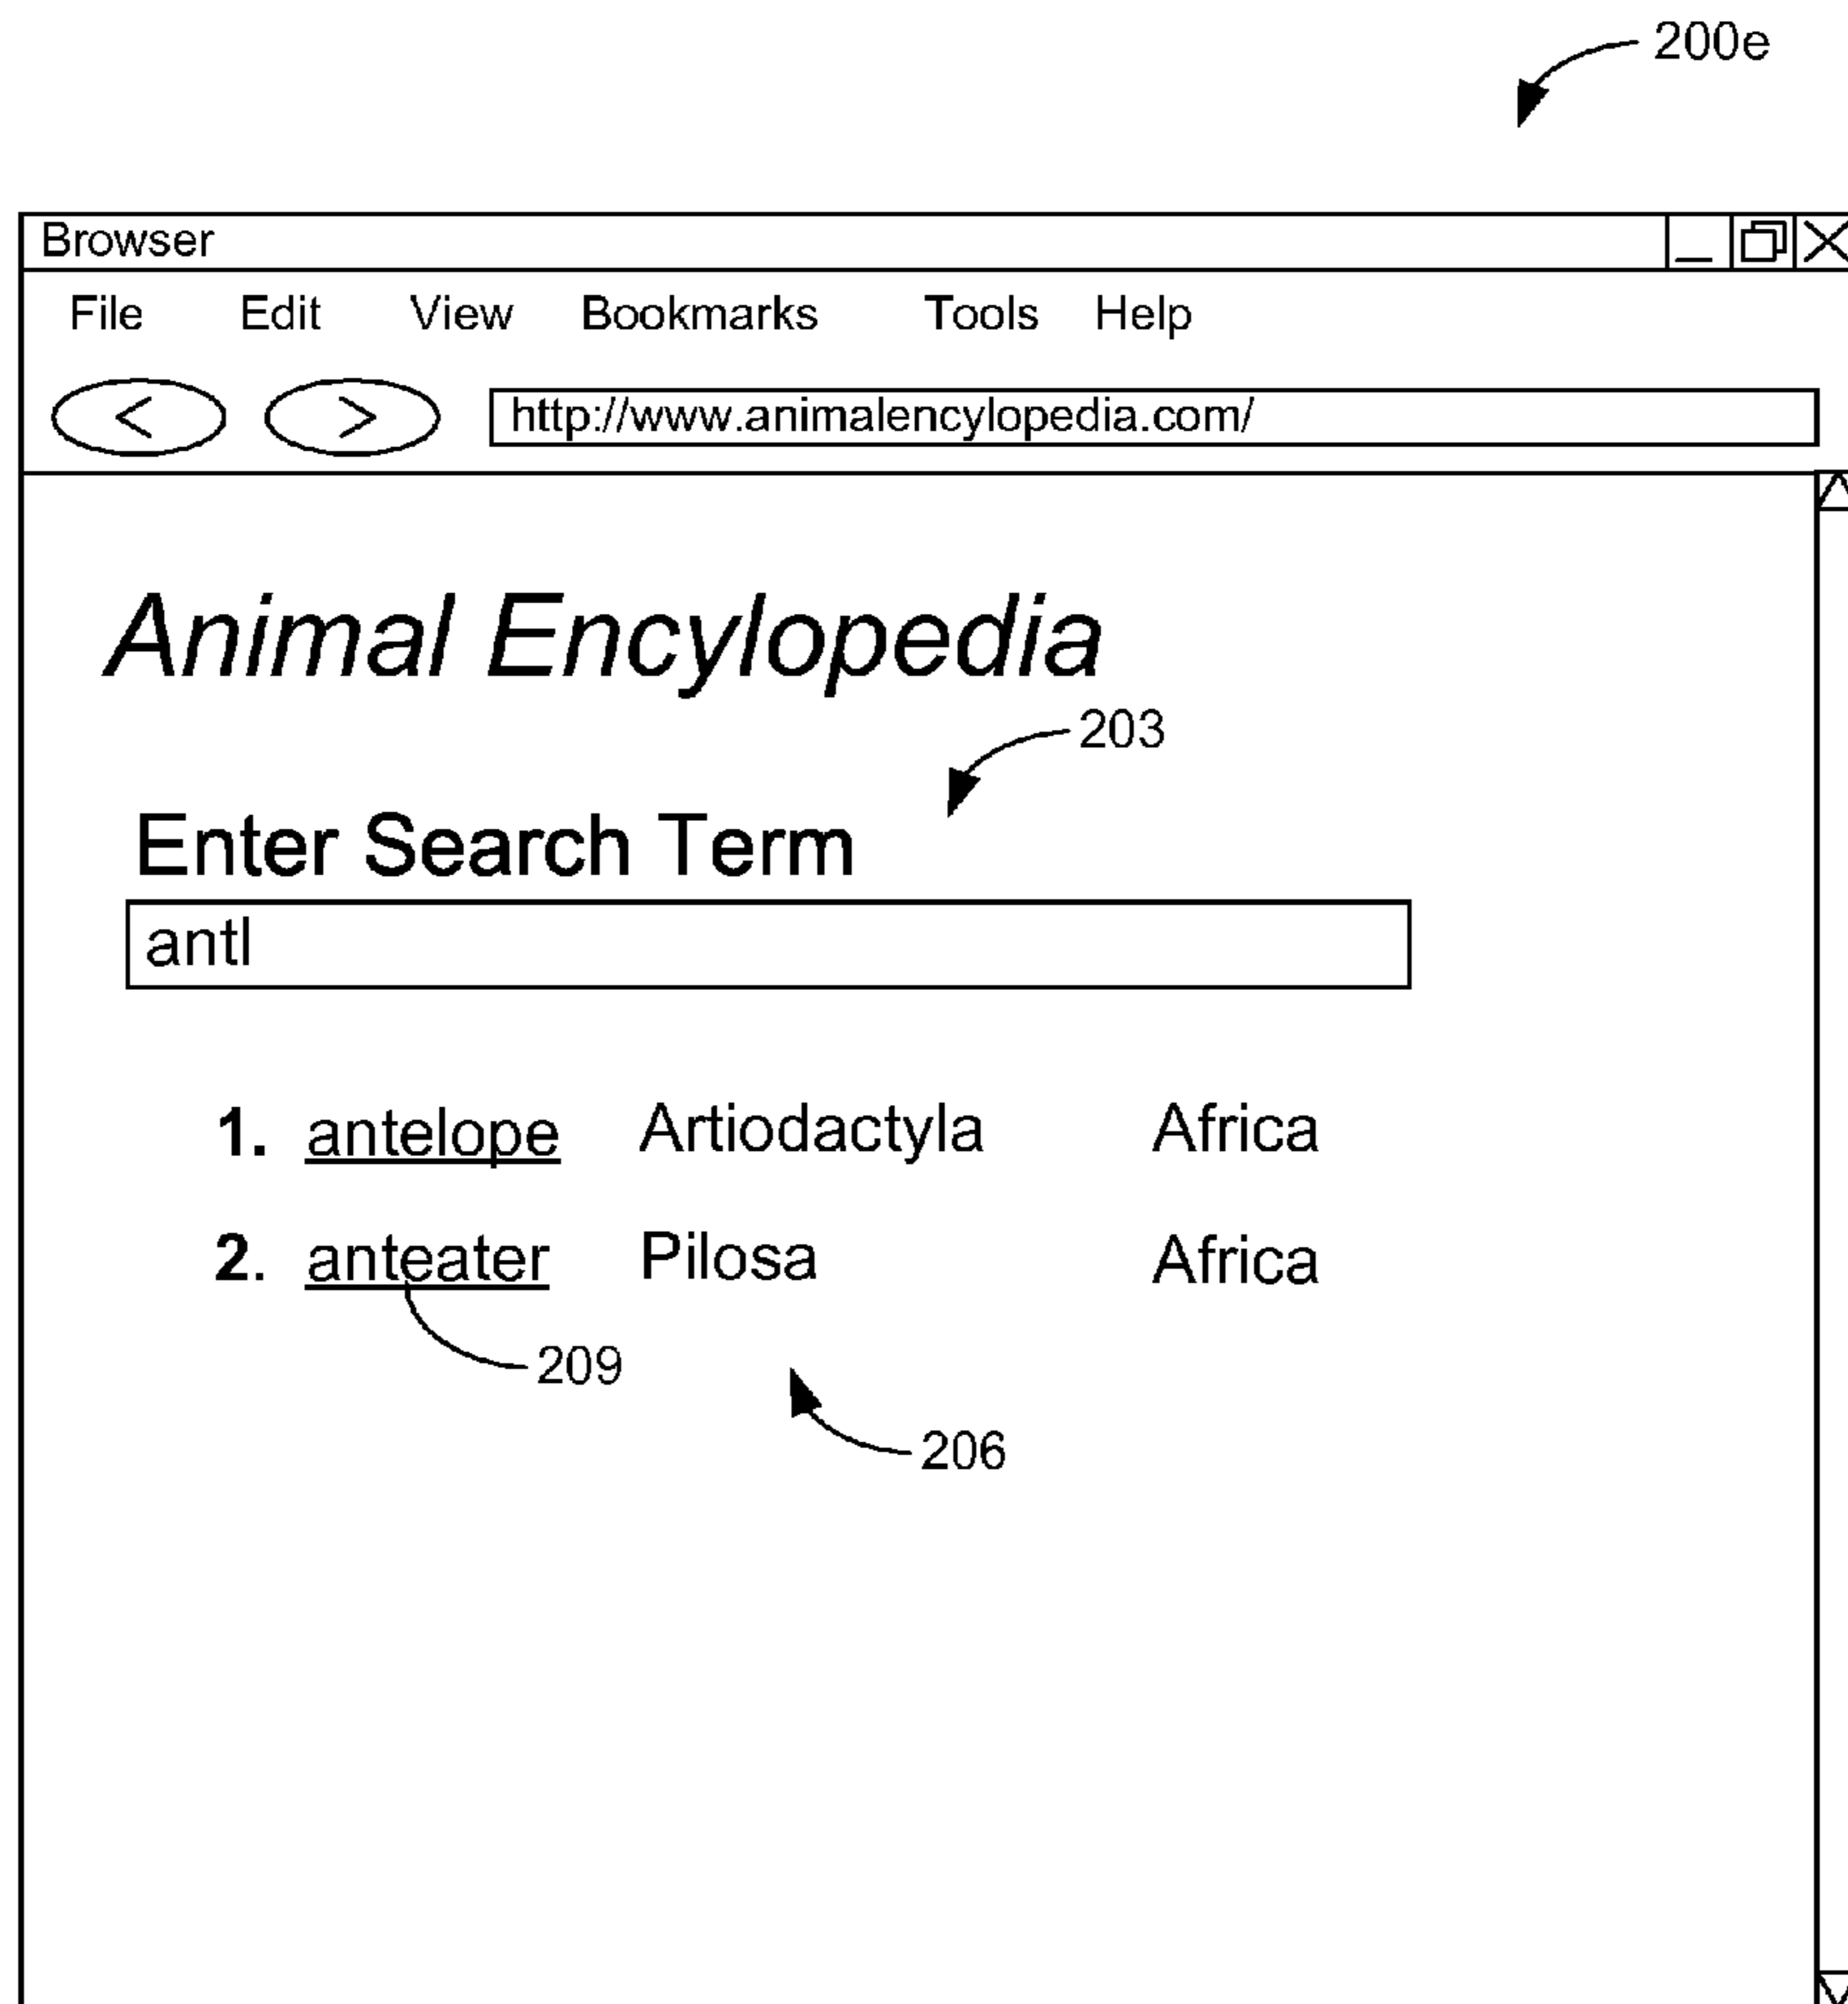 200e
Browser
File Edit View Bookmarks Tools Help
< > http://www.animalencylopedia.com/
Animal Encylopedia
203
Enter Search Term
antl
1. antelope Artiodactyla Africa
2. anteater Pilosa Africa
209
206